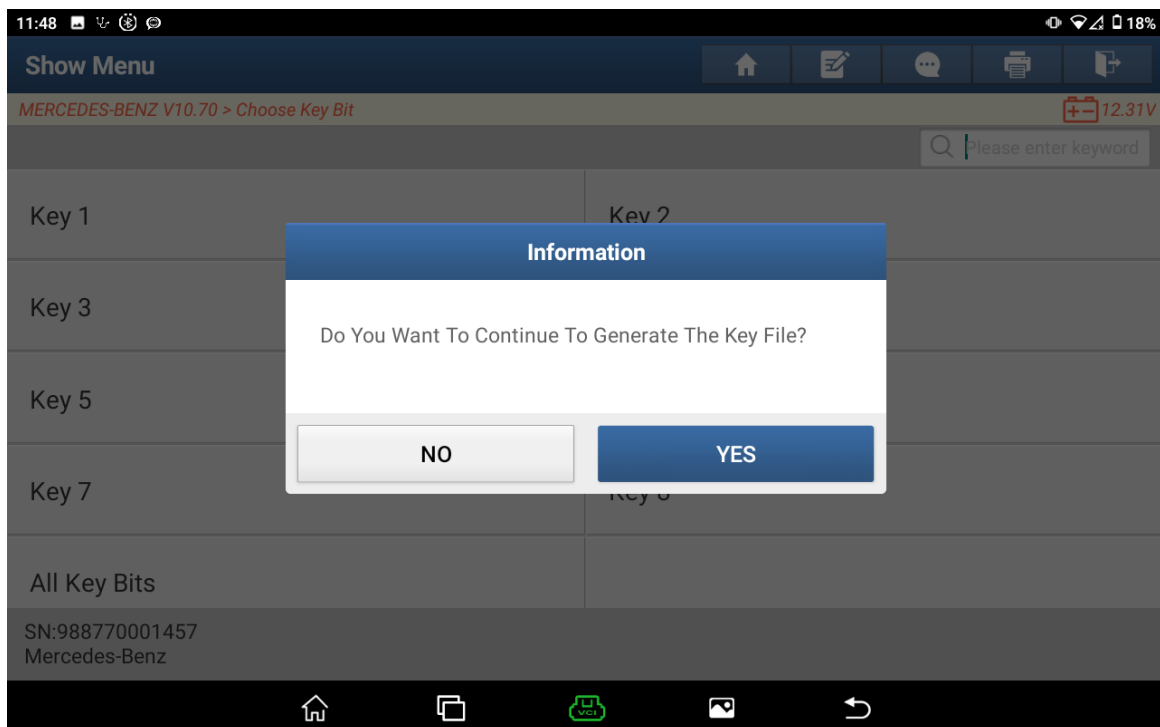 11:48
18%
Show Menu
MERCEDES-BENZ V10.70 > Choose Key Bit
12.31V
Please enter keyword
Key 1
Key 2
Information
Key 3
Do You Want To Continue To Generate The Key File?
Key 5
NO
YES
Key 7
All Key Bits
SN:988770001457
Mercedes-Benz
VCI